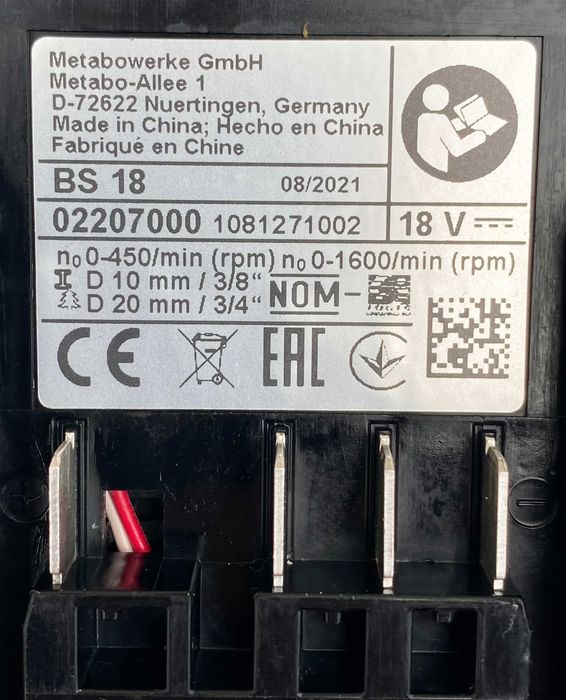 Metabowerke GmbH
Metabo-Allee 1
D-72622 Nuertingen, Germany
Made in China; Hecho en China
Fabriqué en Chine
BS 18 08/2021
02207000 1081271002 18 V
n₀ 0-450/min (rpm) n₀ 0-1600/min (rpm)
D 10 mm / 3/8“
D 20 mm / 3/4“
NOM-
CE EAC
+ -